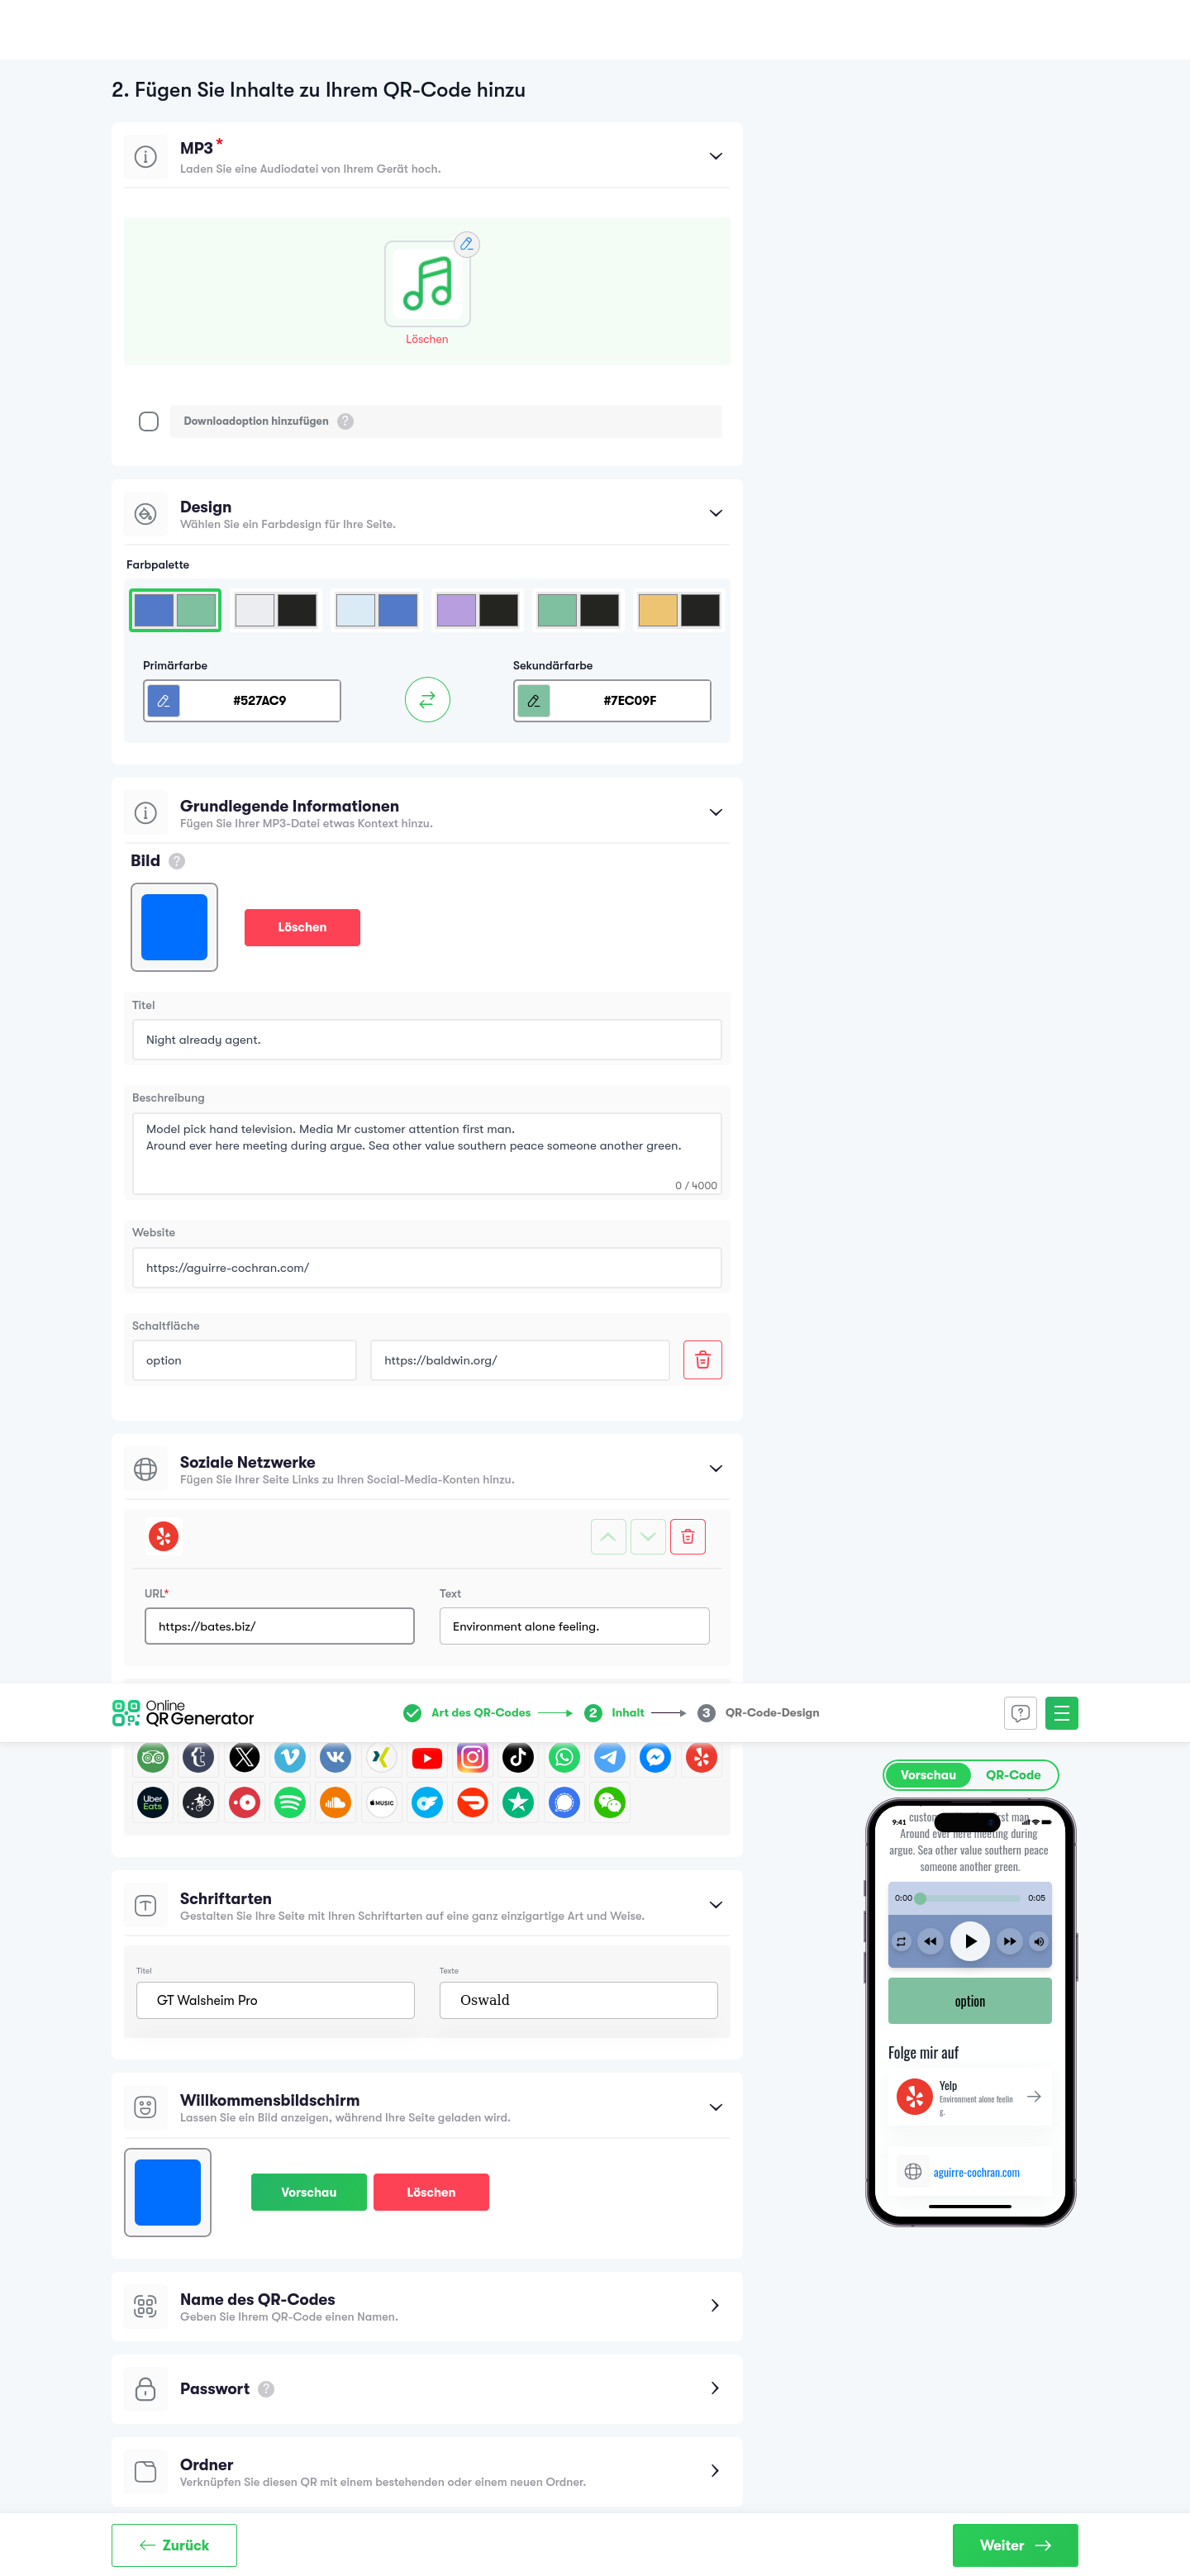 2. Fügen Sie Inhalte zu Ihrem QR-Code hinzu
MP3 *
Laden Sie eine Audiodatei von Ihrem Gerät hoch.
Löschen
Downloadoption hinzufügen ?
Design
Wählen Sie ein Farbdesign für Ihre Seite.
Farbpalette
Primärfarbe
Sekundärfarbe
#527AC9
#7EC09F
Grundlegende Informationen
Fügen Sie Ihrer MP3-Datei etwas Kontext hinzu.
Bild ?
Löschen
Titel
Night already agent.
Beschreibung
Model pick hand television. Media Mr customer attention first man.
Around ever here meeting during argue. Sea other value southern peace someone another green.
0 / 4000
Website
https://aguirre-cochran.com/
Schaltfläche
option
https://baldwin.org/
Soziale Netzwerke
Fügen Sie Ihrer Seite Links zu Ihren Social-Media-Konten hinzu.
URL*
Text
https://bates.biz/
Environment alone feeling.
Online
QR Generator
Art des QR-Codes
2 Inhalt
3 QR-Code-Design
Uber
Eats
MUSIC
Vorschau
QR-Code
9:41
Around ever here meeting during
argue. Sea other value southern peace
someone another green.
0:00
0:05
option
Folge mir auf
Yelp
Environment alone feelin
g.
aguirre-cochran.com
Schriftarten
Gestalten Sie Ihre Seite mit Ihren Schriftarten auf eine ganz einzigartige Art und Weise.
Titel
Texte
GT Walsheim Pro
Oswald
Willkommensbildschirm
Lassen Sie ein Bild anzeigen, während Ihre Seite geladen wird.
Vorschau
Löschen
Name des QR-Codes
Geben Sie Ihrem QR-Code einen Namen.
Passwort ?
Ordner
Verknüpfen Sie diesen QR mit einem bestehenden oder einem neuen Ordner.
Zurück
Weiter